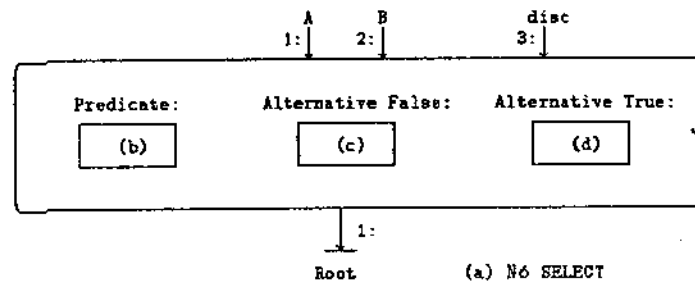 A B disc
1: 2: 3:
Predicate: Alternative False: Alternative True:
(b) (c) (d)
1:
Root (a) N6 SELECT